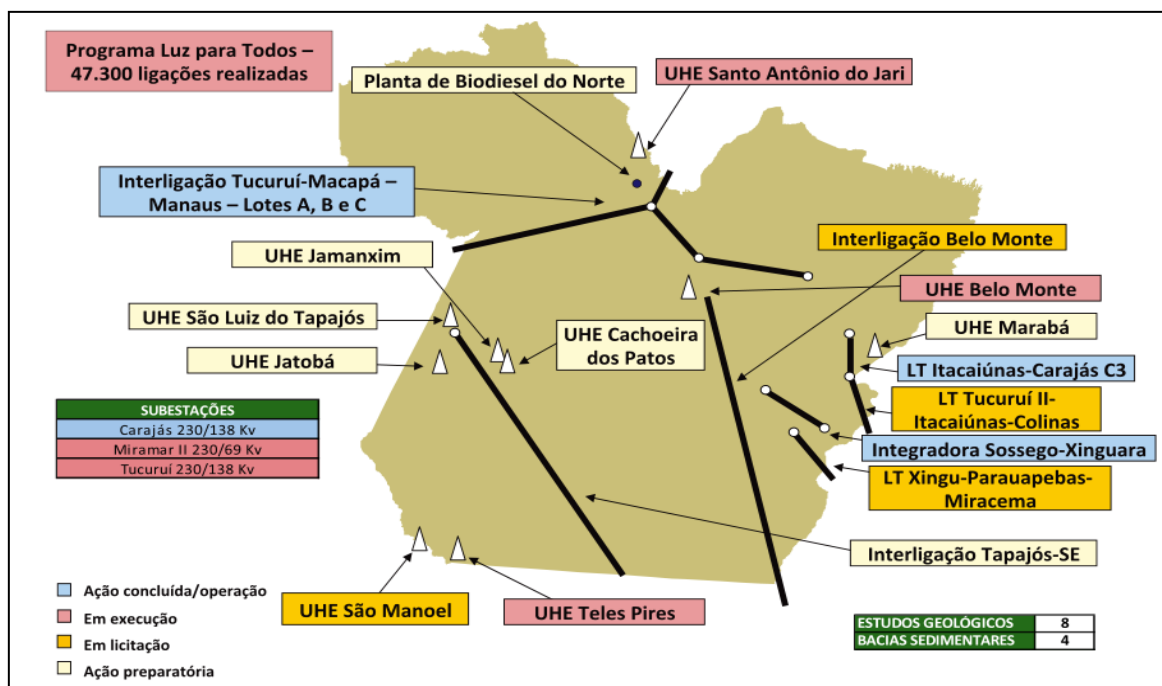 Programa Luz para Todos –
47.300 ligações realizadas
Planta de Biodiesel do Norte
UHE Santo Antônio do Jari
Interligação Tucuruí-Macapá –
Manaus – Lotes A, B e C
Interligação Belo Monte
UHE Jamanxim
UHE Belo Monte
UHE São Luiz do Tapajós
UHE Cachoeira
dos Patos
UHE Marabá
UHE Jatobá
LT Itacaiúnas-Carajás C3
LT Tucuruí II-
Itacaiúnas-Colinas
SUBESTAÇÕES
Carajás 230/138 Kv
Miramar II 230/69 Kv
Tucuruí 230/138 Kv
Integradora Sossego-Xinguara
LT Xingu-Parauapebas-
Miracema
Interligação Tapajós-SE
UHE São Manoel
UHE Teles Pires
Ação concluída/operação
Em execução
Em licitação
Ação preparatória
ESTUDOS GEOLÓGICOS 8
BACIAS SEDIMENTARES 4